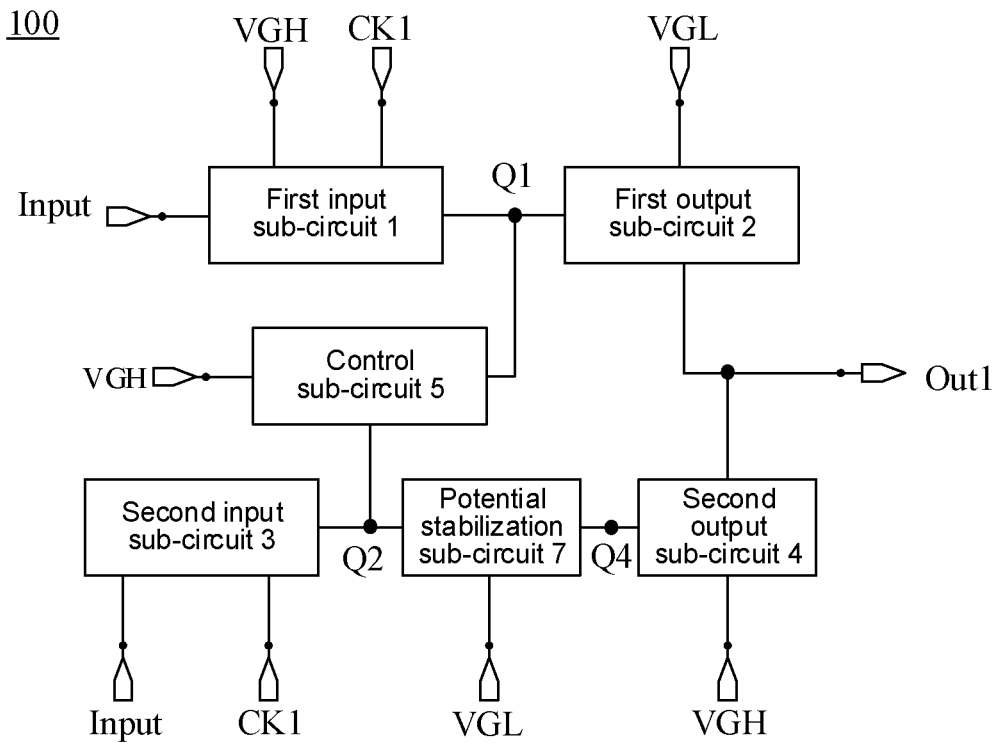 100
VGH
CK1
VGL
Input
First input
sub-circuit 1
Q1
First output
sub-circuit 2
VGH
Control
sub-circuit 5
Out1
Second input
sub-circuit 3
Q2
Potential
stabilization
sub-circuit 7
Q4
Second
output
sub-circuit 4
Input
CK1
VGL
VGH